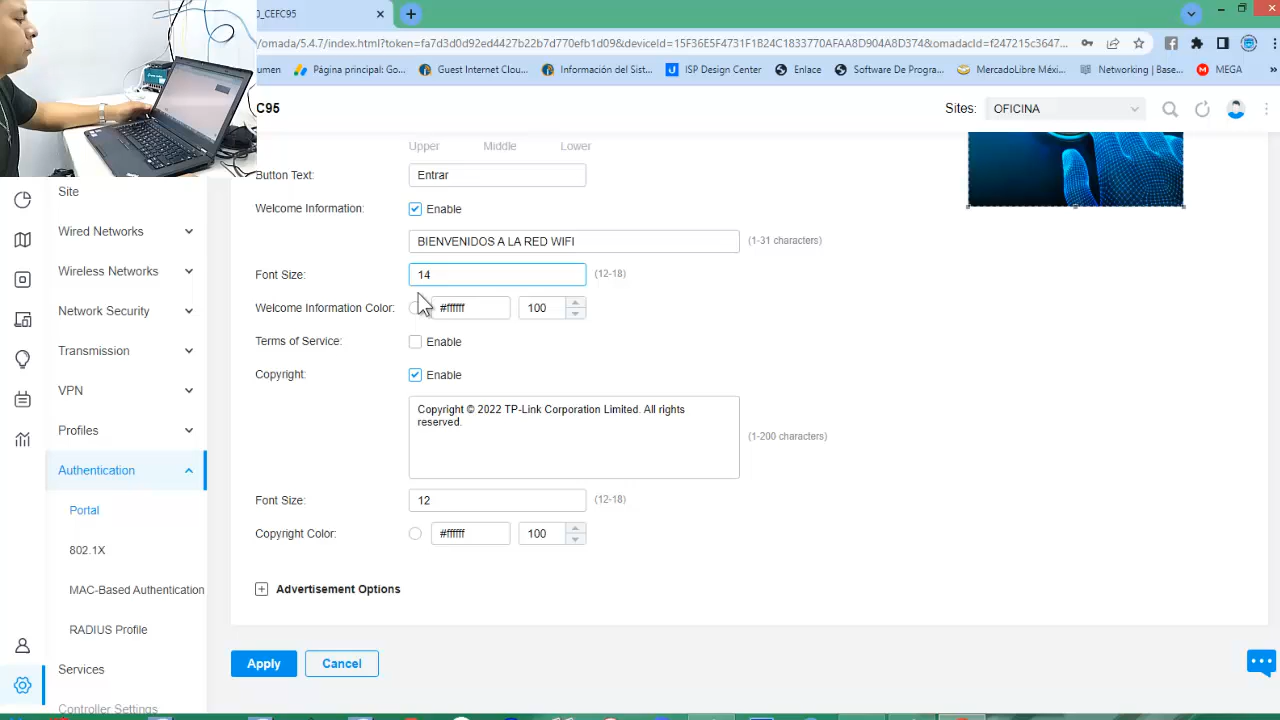 O_CEFC95
/omada/5.4.7/index.html?token=fa7d3d0d92ed4427b22b7d770efb1d09&deviceId=15F36E5F4731F1B24C1833770AFAA8D904A8D374&omadacId=f247215c3647...
umen
Página principal: Go...
Guest Internet Gru...
Información del Sist...
ISP Design Center
Enlace
Software De Progra...
MercadoLibre Méxi...
Networking | Base...
MEGA
»
C95
Sites:
OFICINA
Upper
Middle
Lower
Button Text:
Entrar
Welcome Information:
Enable
BIENVENIDOS A LA RED WIFI
(1-31 characters)
Font Size:
14
(12-18)
Welcome Information Color:
#ffffff
100
Terms of Service:
Enable
Copyright:
Enable
Copyright © 2022 TP-Link Corporation Limited. All rights
reserved.
(1-200 characters)
Font Size:
12
(12-18)
Copyright Color:
#ffffff
100
Advertisement Options
Apply
Cancel
Site
Wired Networks
Wireless Networks
Network Security
Transmission
VPN
Profiles
Authentication
Portal
802.1X
MAC-Based Authentication
RADIUS Profile
Services
Controller Settings